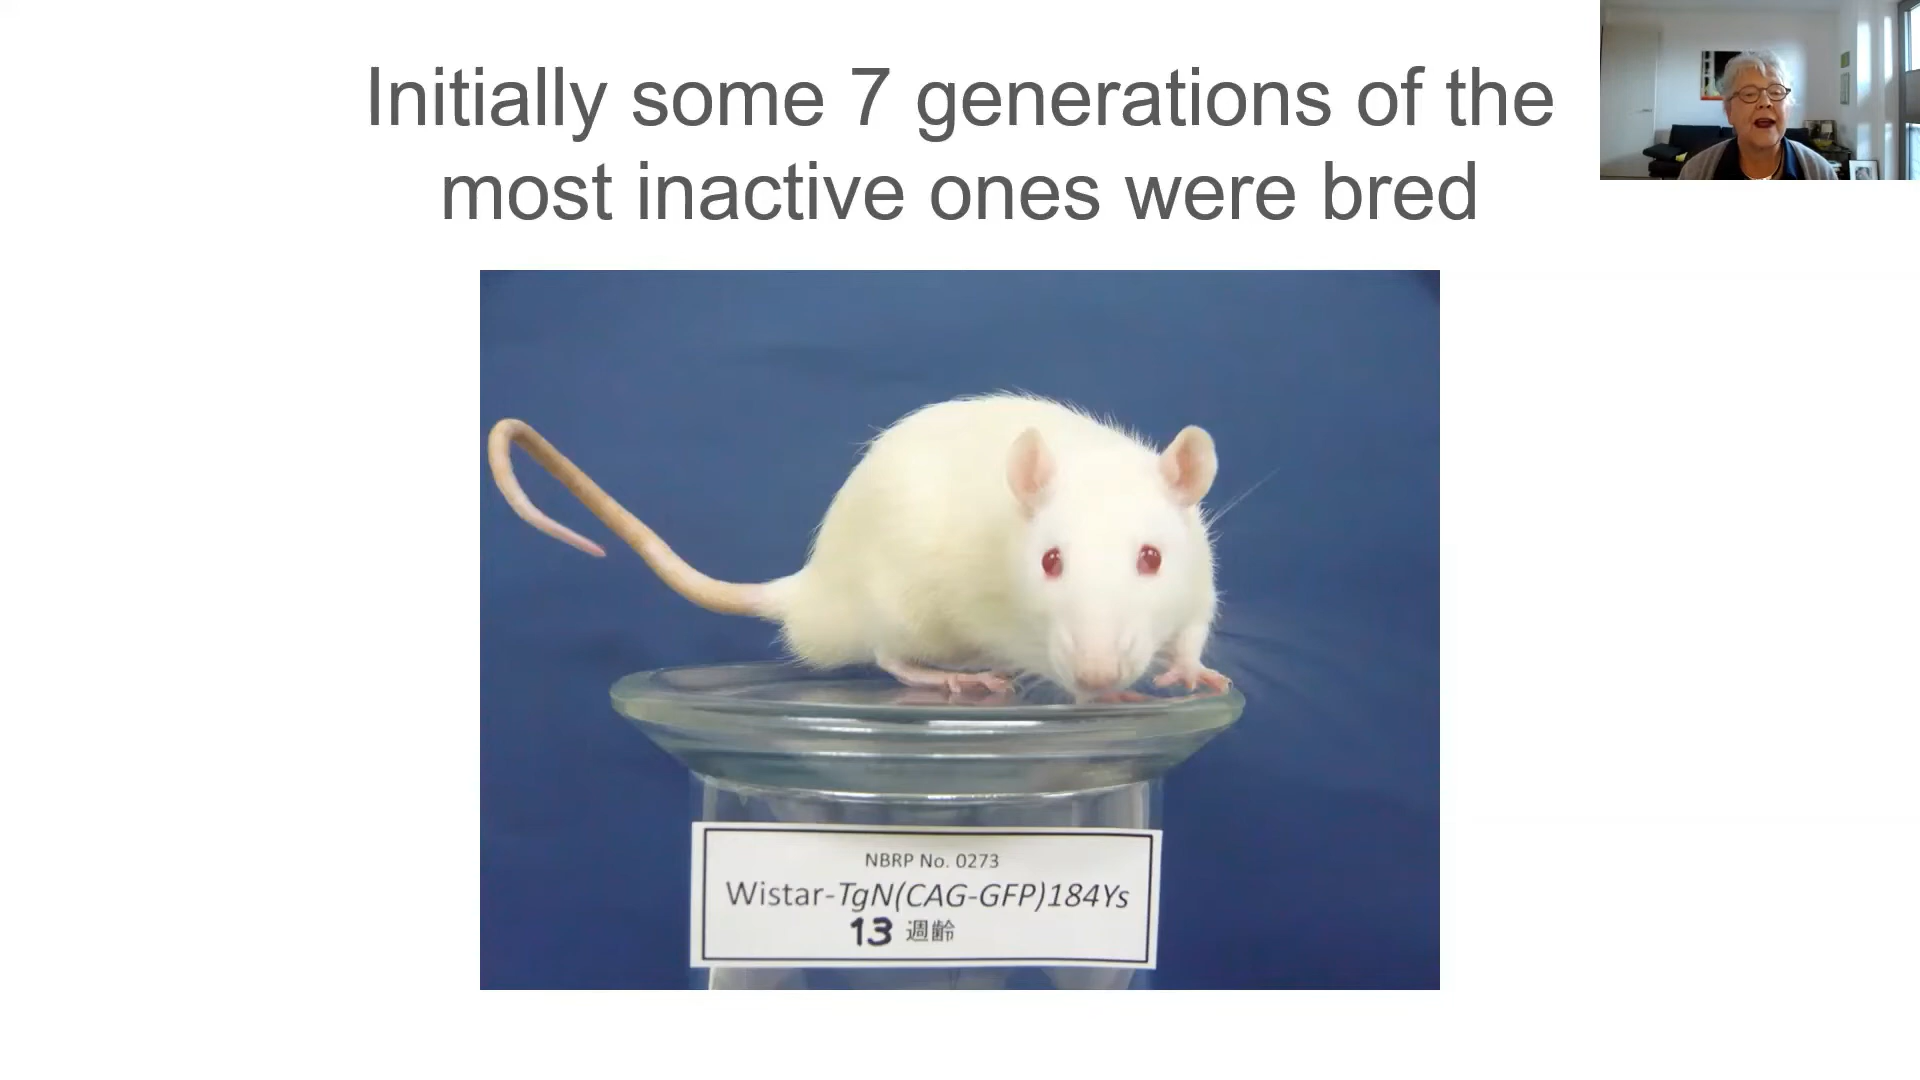 Initially some 7 generations of the
most inactive ones were bred
NBRP No. 0273
Wistar-TgN(CAG-GFP)184Ys
13 週齢